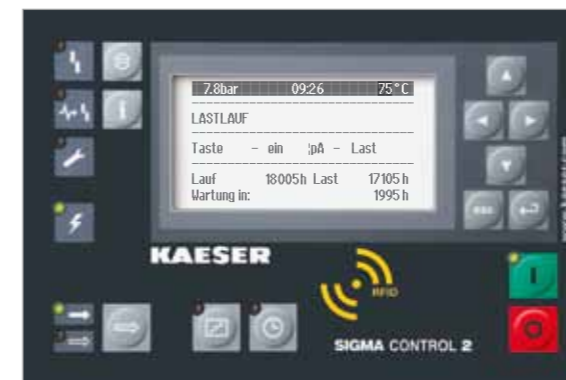 7.8bar 09:26 75°C
LASTLAUF
Taste - ein ¦pA - Last
Lauf 18005h Last 17105h
Wartung in: 1995h
esc
KAESER
RFID
SIGMA CONTROL 2